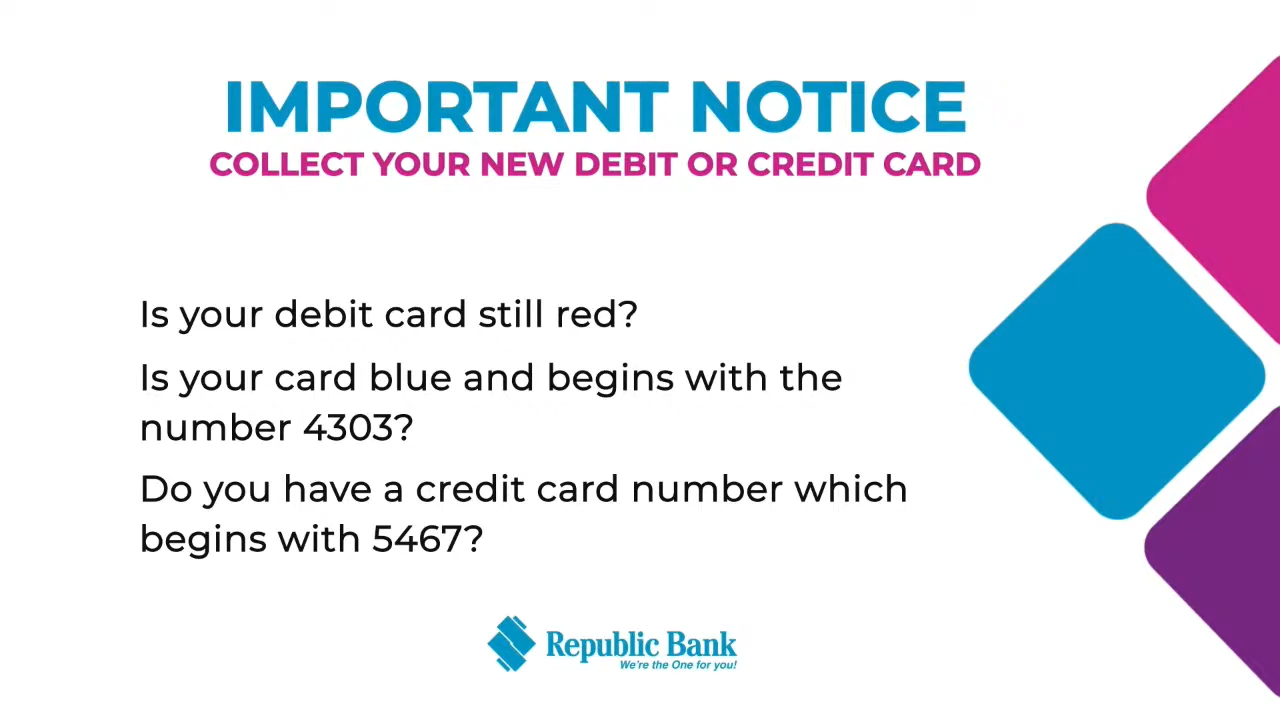 IMPORTANT NOTICE
COLLECT YOUR NEW DEBIT OR CREDIT CARD
Is your debit card still red?
Is your card blue and begins with the
number 4303?
Do you have a credit card number which
begins with 5467?
Republic Bank
We're the One for you!